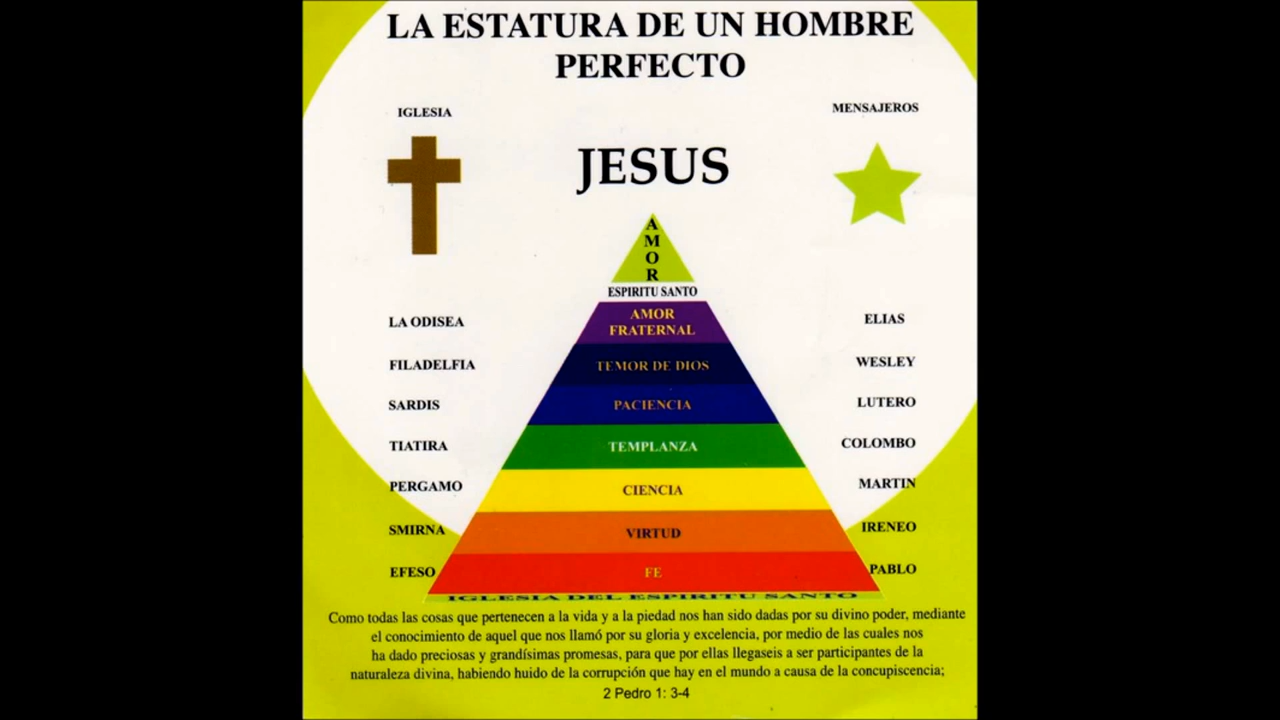 LA ESTATURA DE UN HOMBRE
PERFECTO
IGLESIA
MENSAJEROS
JESUS
A
M
O
R
ESPIRITU SANTO
LA ODISEA
AMOR
FRATERNAL
ELIAS
FILADELFIA
TEMOR DE DIOS
WESLEY
SARDIS
PACIENCIA
LUTERO
TIATIRA
TEMPLANZA
COLOMBO
PERGAMO
CIENCIA
MARTIN
SMIRNA
VIRTUD
IRENEO
EFESO
FE
PABLO
IGLESIA DEL ESPIRITU SANTO
Como todas las cosas que pertenecen a la vida y a la piedad nos han sido dadas por su divino poder, mediante
el conocimiento de aquel que nos llamó por su gloria y excelencia, por medio de las cuales nos
ha dado preciosas y grandísimas promesas, para que por ellas llegaseis a ser participantes de la
naturaleza divina, habiendo huido de la corrupción que hay en el mundo a causa de la concupiscencia;
2 Pedro 1: 3-4